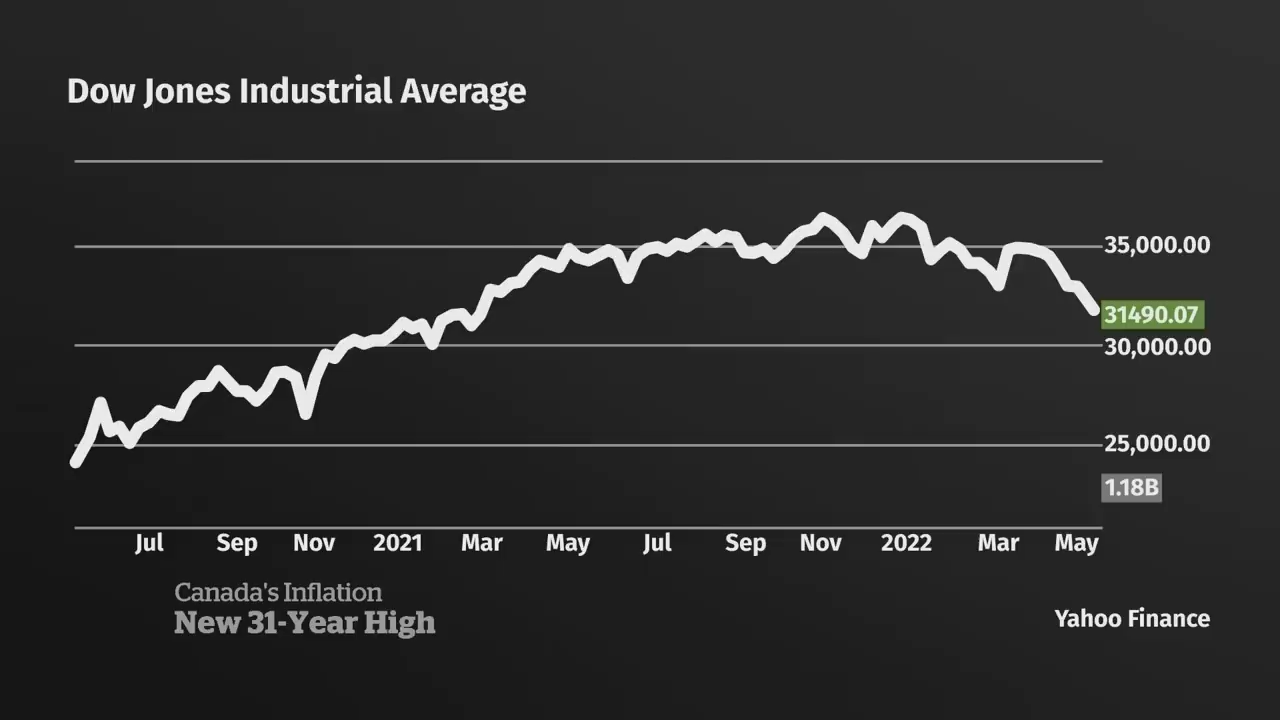 Dow Jones Industrial Average
35,000.00
31490.07
30,000.00
25,000.00
1.18B
Jul Sep Nov 2021 Mar May Jul Sep Nov 2022 Mar May
Canada's Inflation
New 31-Year High
Yahoo Finance